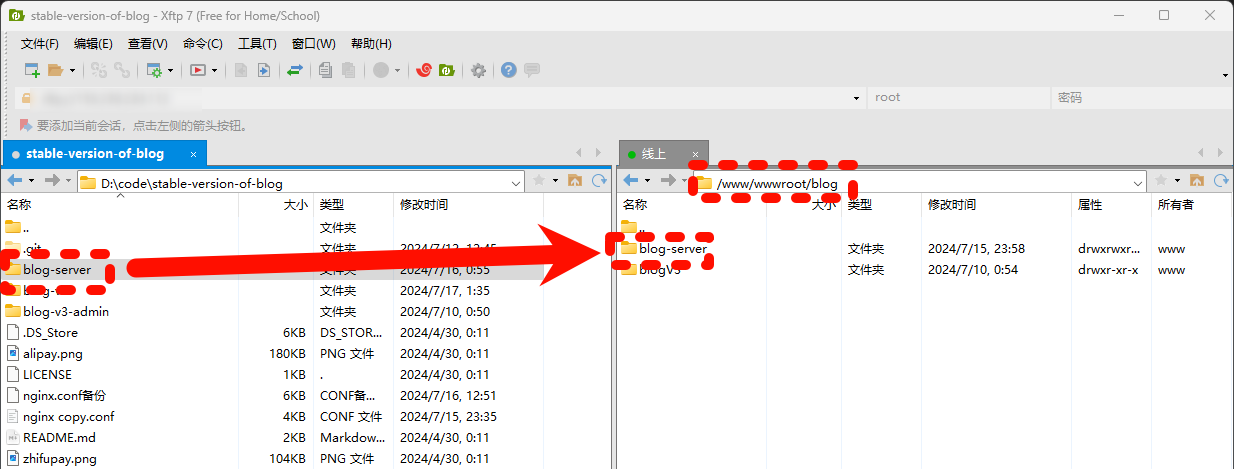 stable-version-of-blog - Xftp 7 (Free for Home/School)
文件(F) 编辑(E) 查看(V) 命令(C) 工具(T) 窗口(W) 帮助(H)
root 密码
要添加当前会话，点击左侧的箭头按钮。
stable-version-of-blog × 线上 ×
D:\code\stable-version-of-blog /www/wwwroot/blog
名称 大小 类型 修改时间 名称 大小 类型 修改时间 属性 所有者
.. 文件夹 ..
.git 文件夹 2024/7/12, 12:45 blog-server 文件夹 2024/7/15, 23:58 drwxrwxr... www
blog-server 文件夹 2024/7/16, 0:55 blogV3 文件夹 2024/7/10, 0:54 drwxr-xr-x www
文件夹 2024/7/17, 1:35
blog-v3-admin 文件夹 2024/7/10, 0:50
.DS_Store 6KB DS_STOR... 2024/4/30, 0:11
alipay.png 180KB PNG 文件 2024/4/30, 0:11
LICENSE 1KB . 2024/4/30, 0:11
nginx.conf备份 6KB CONF备... 2024/7/16, 12:51
nginx copy.conf 4KB CONF 文件 2024/7/15, 23:35
README.md 2KB Markdow... 2024/4/30, 0:11
zhifupay.png 104KB PNG 文件 2024/4/30, 0:11